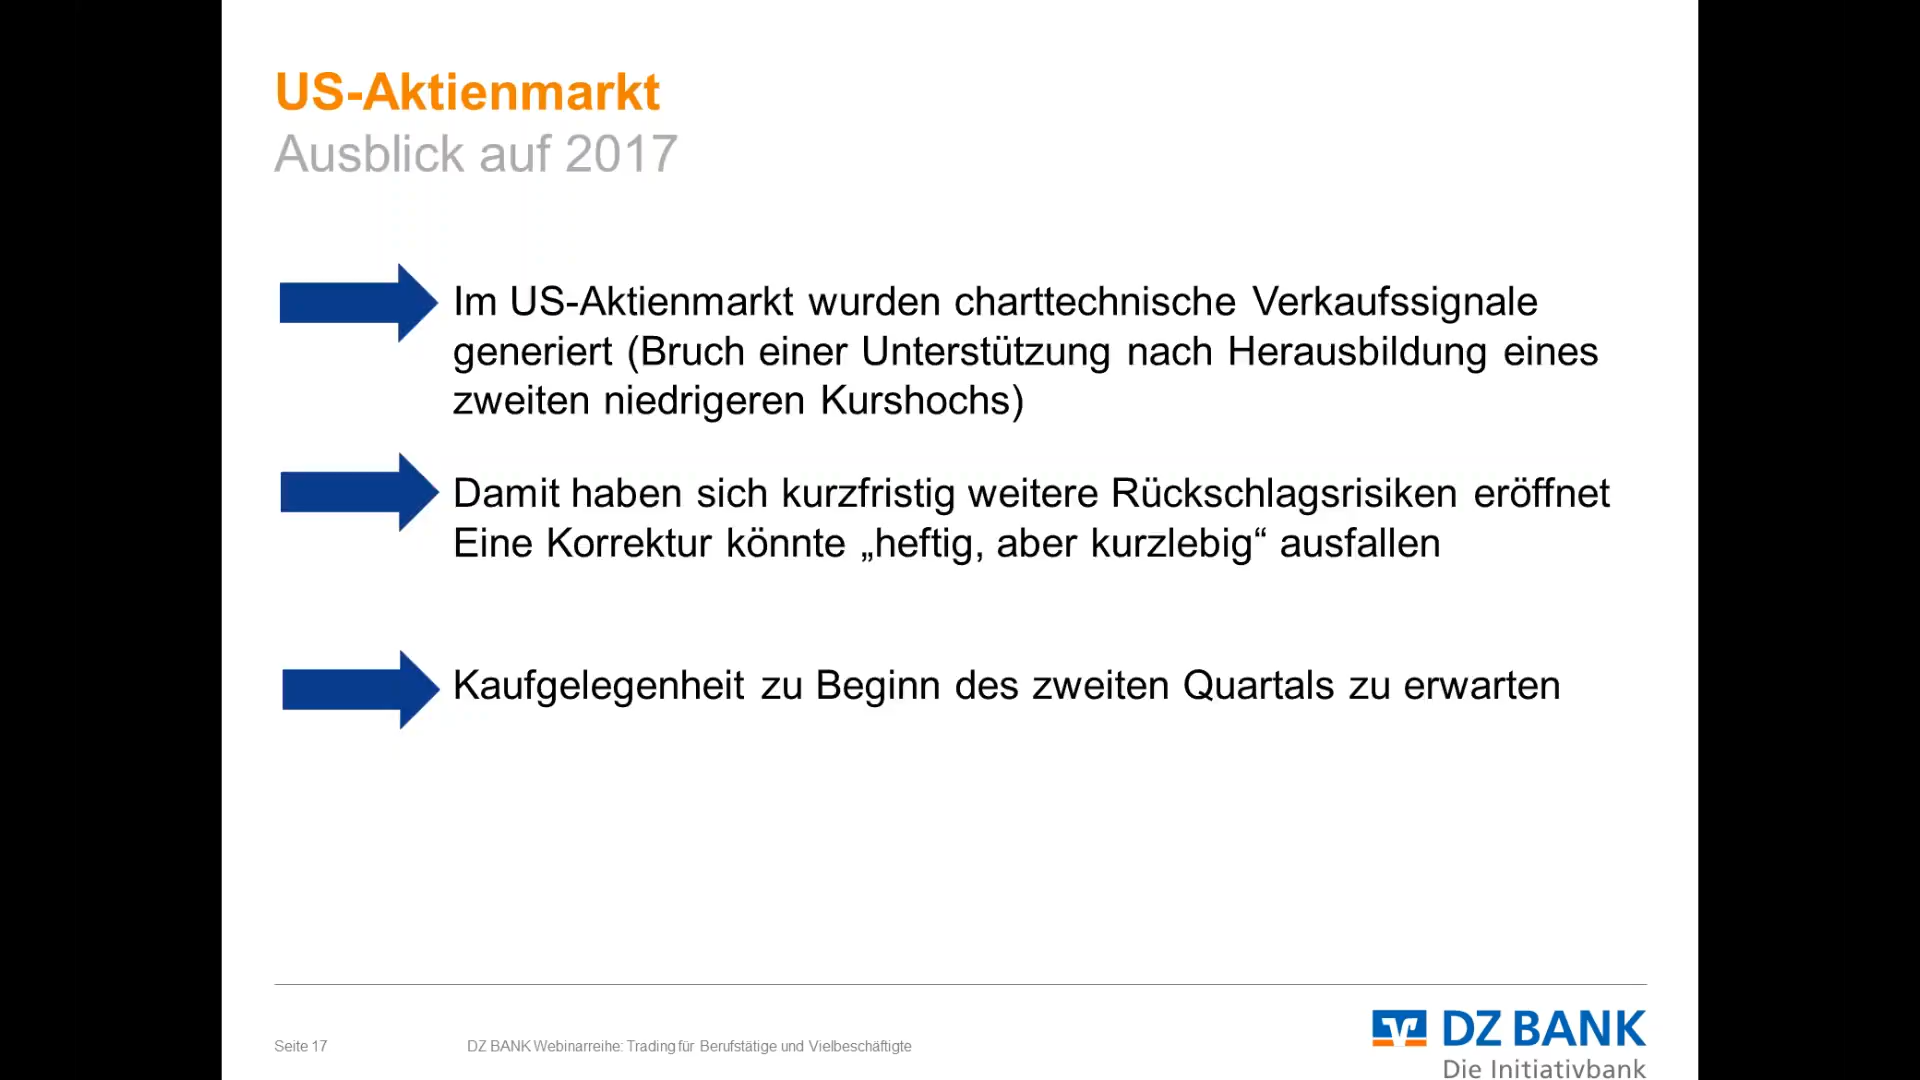 US-Aktienmarkt
Ausblick auf 2017
Im US-Aktienmarkt wurden charttechnische Verkaufssignale
generiert (Bruch einer Unterstützung nach Herausbildung eines
zweiten niedrigeren Kurshochs)
Damit haben sich kurzfristig weitere Rückschlagsrisiken eröffnet
Eine Korrektur könnte „heftig, aber kurzlebig“ ausfallen
Kaufgelegenheit zu Beginn des zweiten Quartals zu erwarten
Seite 17
DZ BANK Webinarreihe: Trading für Berufstätige und Vielbeschäftigte
DZ BANK
Die Initiativbank